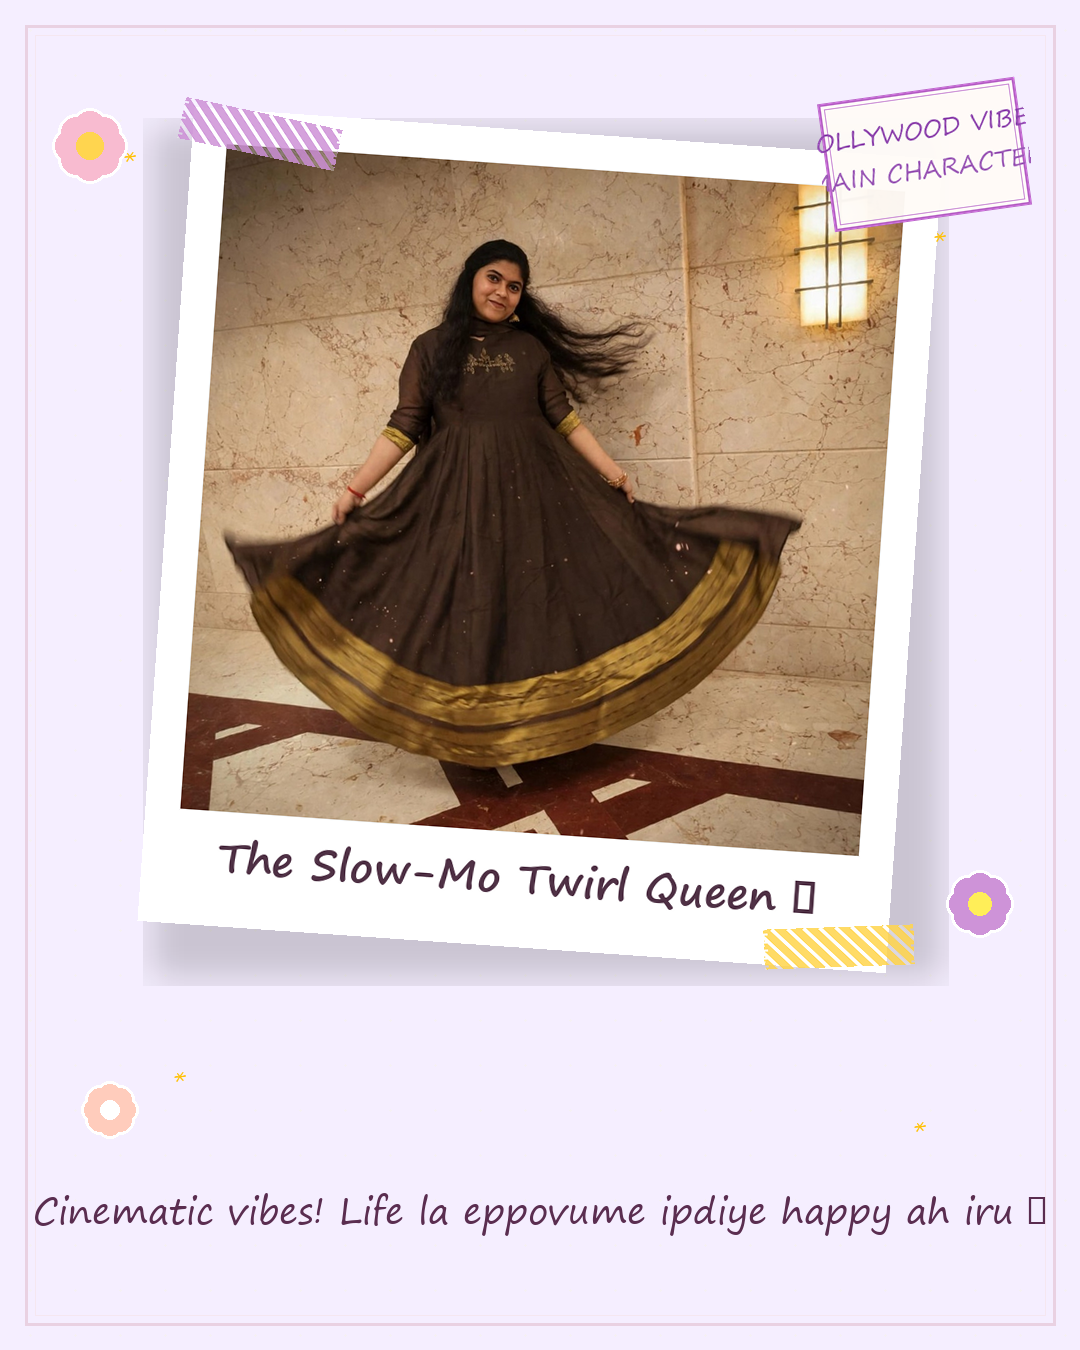 OLLYWOOD VIBE
AIN CHARACTE
The Slow-Mo Twirl Queen
Cinematic vibes! Life la eppovume ipdiye happy ah iru